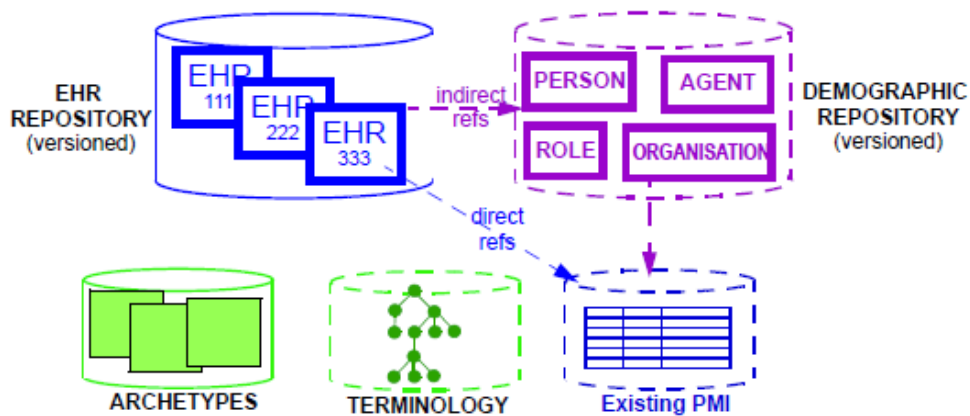 EHR
REPOSITORY
(versioned)
EHR
111
EHR
222
EHR
333
indirect
refs
PERSON
AGENT
ROLE
ORGANISATION
DEMOGRAPHIC
REPOSITORY
(versioned)
direct
refs
ARCHETYPES
TERMINOLOGY
Existing PMI